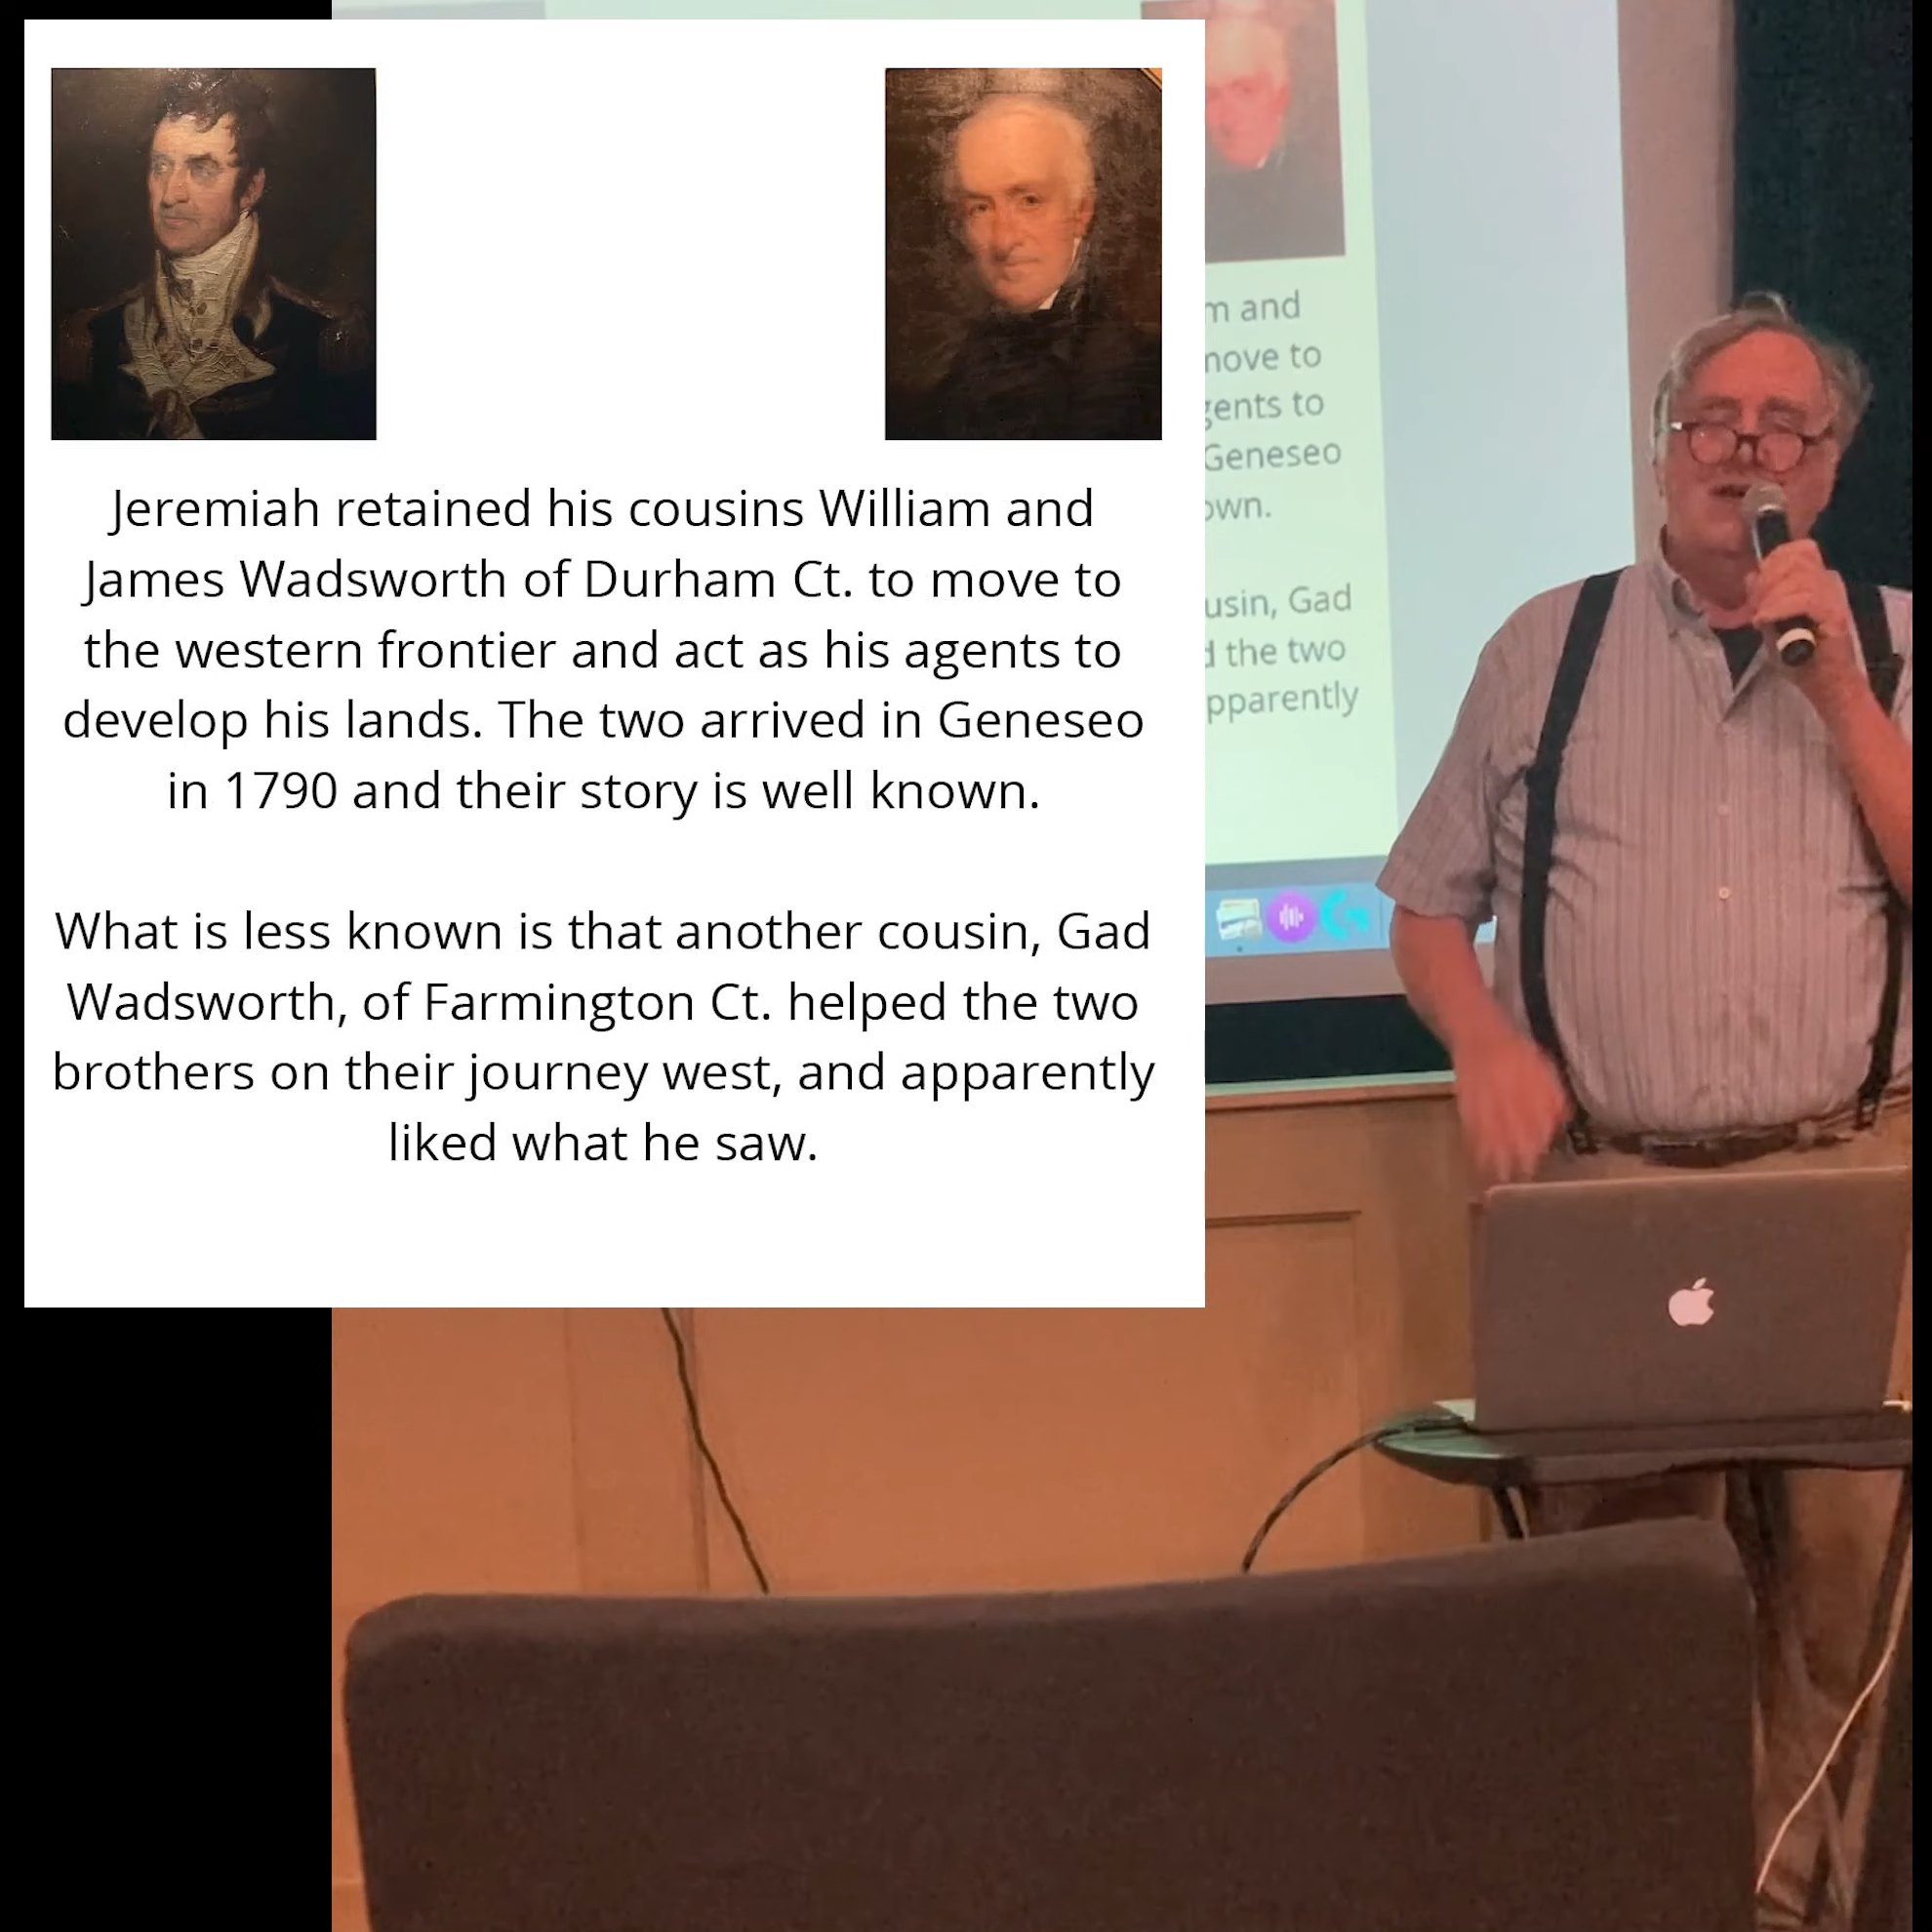 Jeremiah retained his cousins William and
James Wadsworth of Durham Ct. to move to
the western frontier and act as his agents to
develop his lands. The two arrived in Geneseo
in 1790 and their story is well known.
What is less known is that another cousin, Gad
Wadsworth, of Farmington Ct. helped the two
brothers on their journey west, and apparently
liked what he saw.
m and
move to
gents to
Geneseo
own.
usin, Gad
d the two
pparently